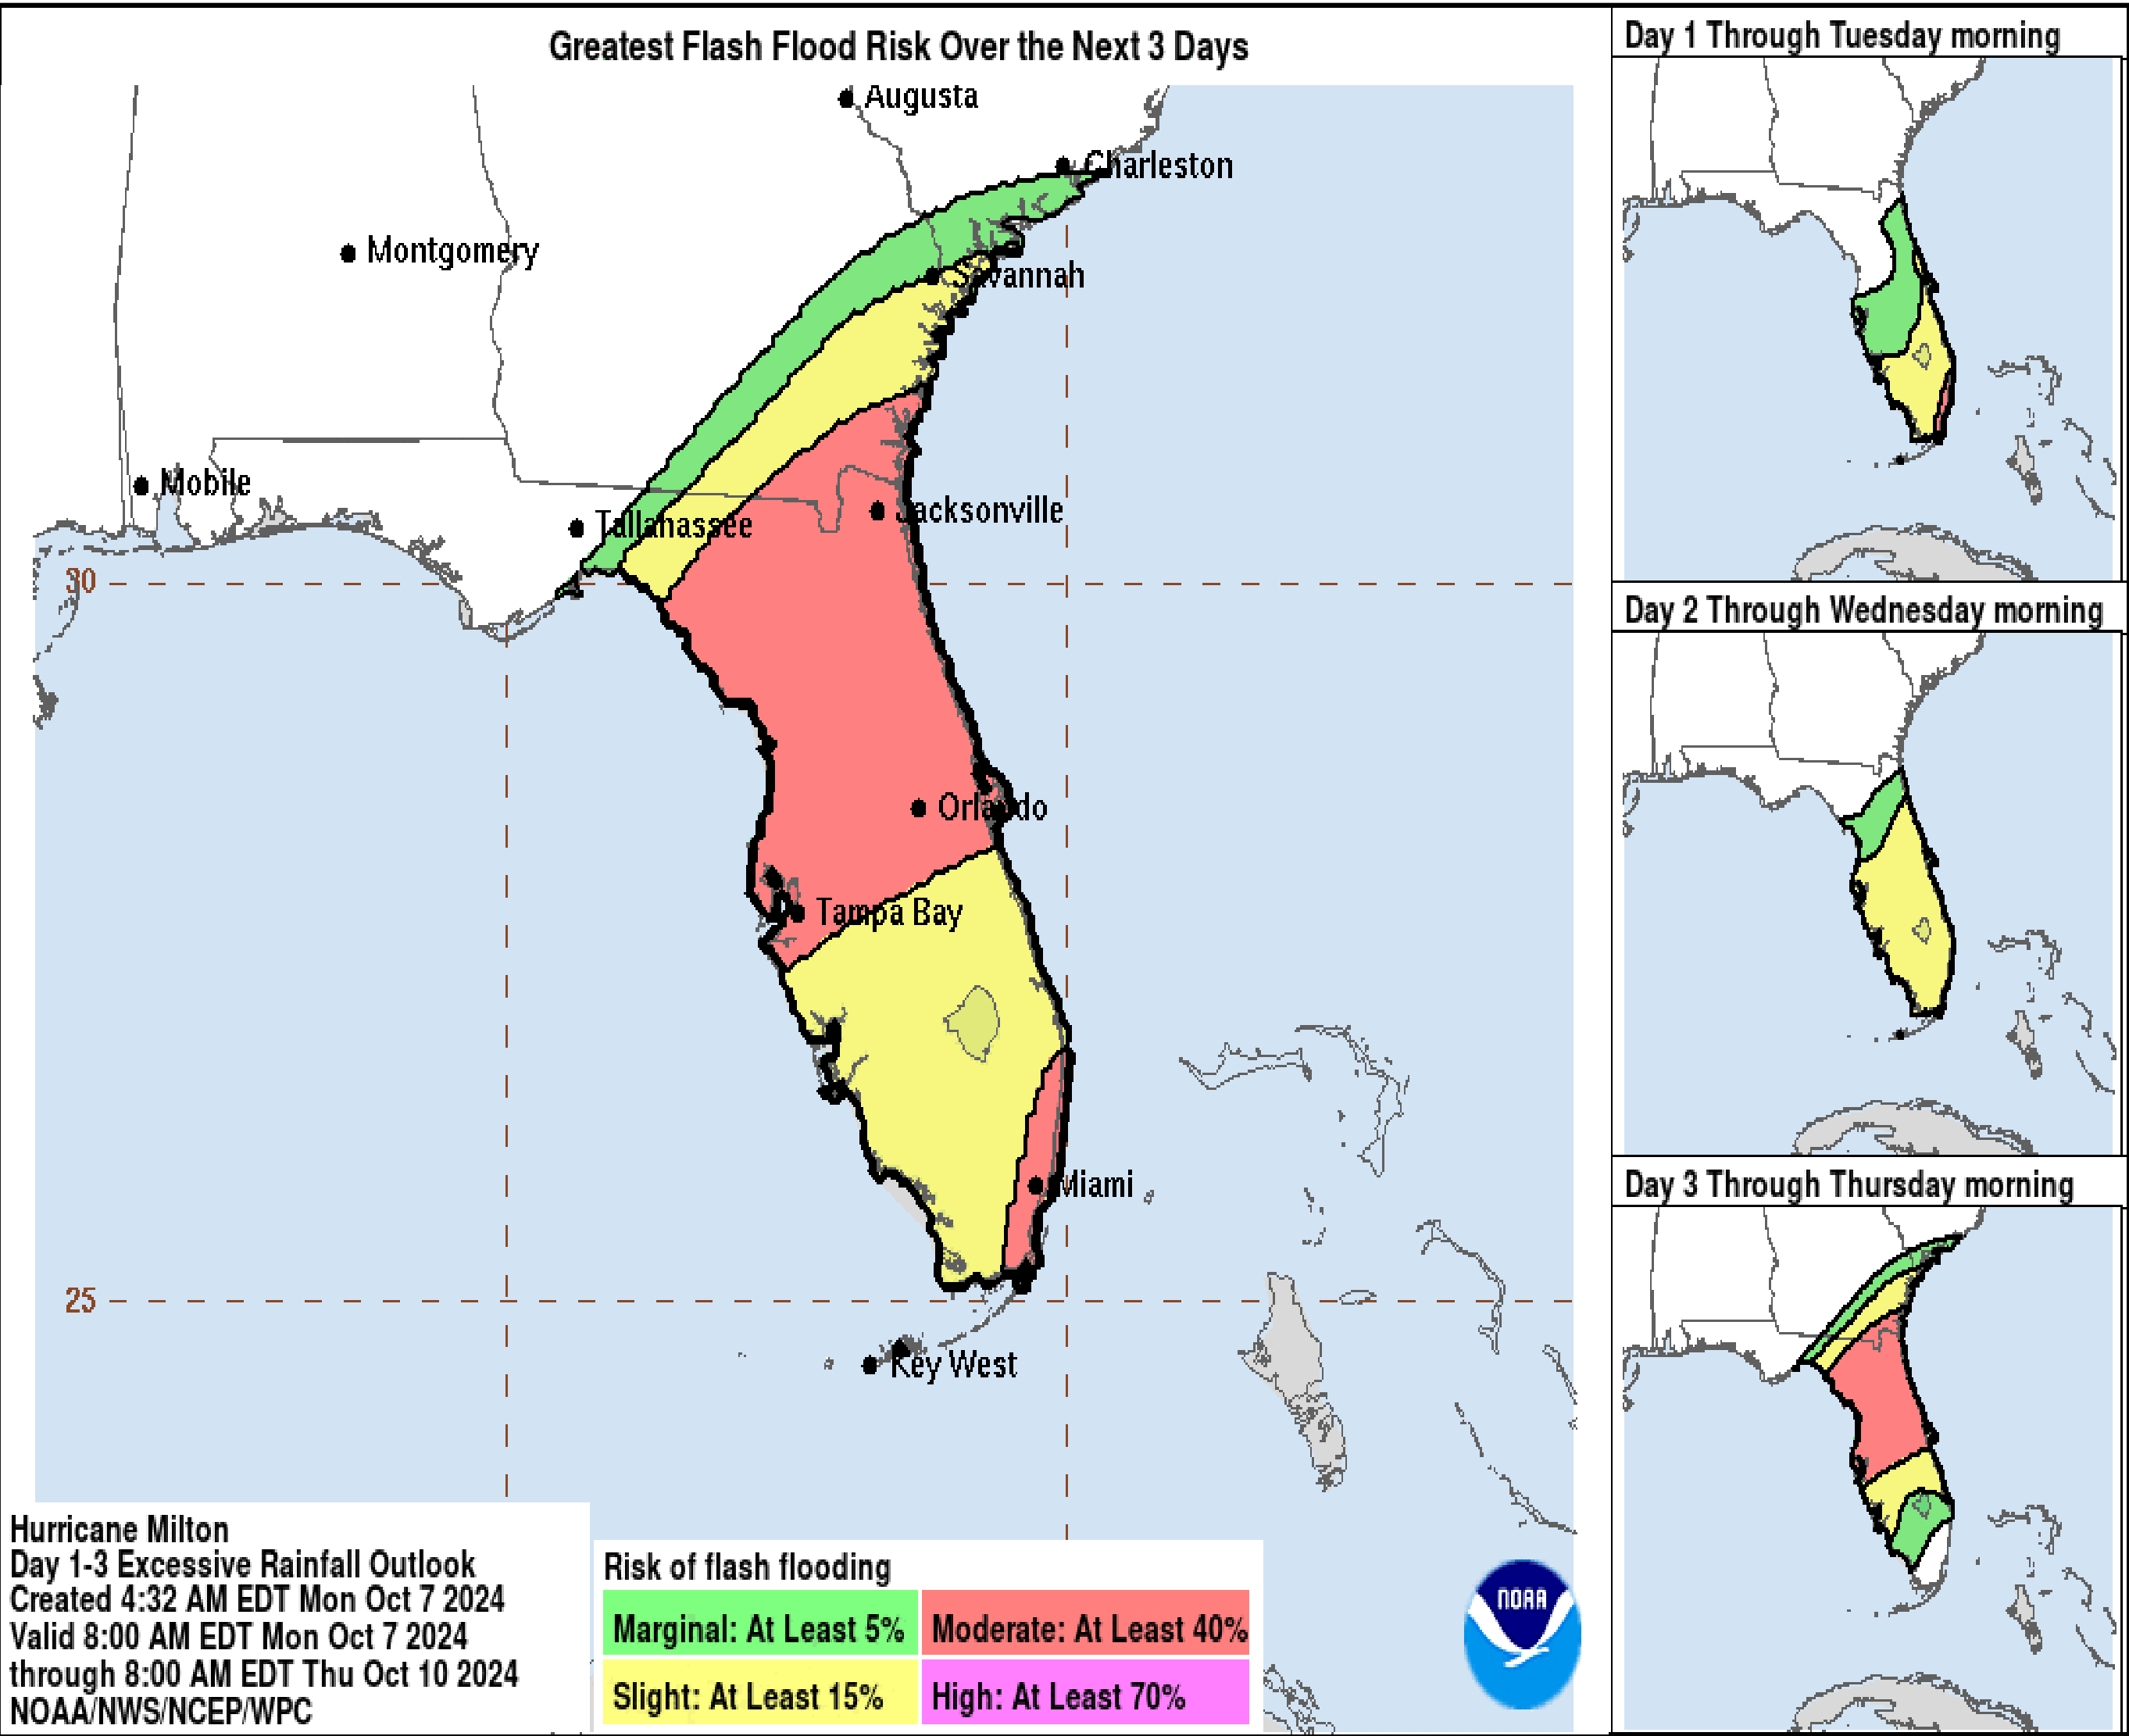 Greatest Flash Flood Risk Over the Next 3 Days
Augusta
Charleston
Montgomery
Savannah
Mobile
Jacksonville
Tallahassee
30
Orlando
Tampa Bay
Miami
25
Key West
Hurricane Milton
Day 1-3 Excessive Rainfall Outlook
Created 4:32 AM EDT Mon Oct 7 2024
Valid 8:00 AM EDT Mon Oct 7 2024
through 8:00 AM EDT Thu Oct 10 2024
NOAA/NWS/NCEP/WPC
Risk of flash flooding
Marginal: At Least 5%
Moderate: At Least 40%
Slight: At Least 15%
High: At Least 70%
NOAA
Day 1 Through Tuesday morning
Day 2 Through Wednesday morning
Day 3 Through Thursday morning